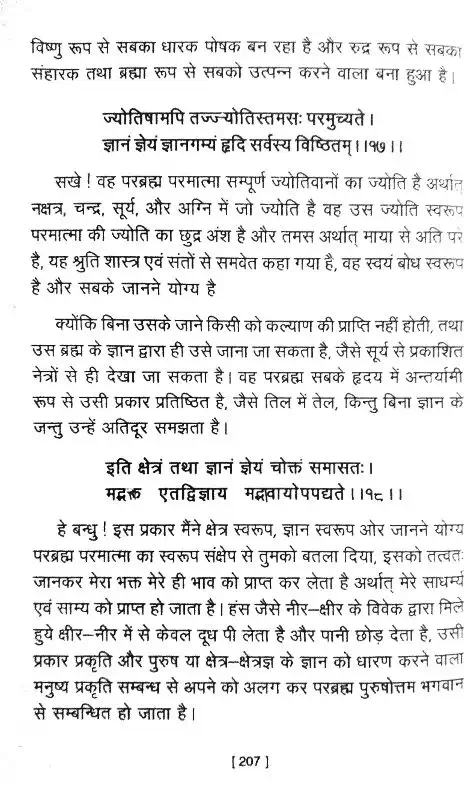 विष्णु रूप से सबका धारक पोषक बन रहा है और रुद्र रूप से सबका
संहारक तथा ब्रह्मा रूप से सबको उत्पन्न करने वाला बना हुआ है।
ज्योतिषामपि तज्ज्योतिस्तमसः परमुच्यते।
ज्ञानं ज्ञेयं ज्ञानगम्यं हृदि सर्वस्य विष्ठितम्।।१७।।
सखे ! वह परब्रह्म परमात्मा सम्पूर्ण ज्योतिवानों का ज्योति है अर्थात्
नक्षत्र, चन्द्र, सूर्य, और अग्नि में जो ज्योति है वह उस ज्योति स्वरूप
परमात्मा की ज्योति का छुद्र अंश है और तमस अर्थात् माया से अति परे
है, यह श्रुति शास्त्र एवं संतों से समवेत कहा गया है, वह स्वयं बोध स्वरूप
है और सबके जानने योग्य है
क्योंकि बिना उसके जाने किसी को कल्याण की प्राप्ति नहीं होती, तथा
उस ब्रह्म के ज्ञान द्वारा ही उसे जाना जा सकता है, जैसे सूर्य से प्रकाशित
नेत्रों से ही देखा जा सकता है। वह परब्रह्म सबके हृदय में अन्तर्यामी
रूप से उसी प्रकार प्रतिष्ठित है, जैसे तिल में तेल, किन्तु बिना ज्ञान के
जन्तु उन्हें अतिदूर समझता है।
इति क्षेत्रं तथा ज्ञानं ज्ञेयं चोक्तं समासतः।
मद्भक्त एतद्विज्ञाय मद्भावायोपपद्यते।।१८।।
हे बन्धु ! इस प्रकार मैंने क्षेत्र स्वरूप, ज्ञान स्वरूप ओर जानने योग्य
परब्रह्म परमात्मा का स्वरूप संक्षेप से तुमको बतला दिया, इसको तत्वतः
जानकर मेरा भक्त मेरे ही भाव को प्राप्त कर लेता है अर्थात् मेरे साधर्म्य
एवं साम्य को प्राप्त हो जाता है। हंस जैसे नीर–क्षीर के विवेक द्वारा मिले
हुये क्षीर–नीर में से केवल दूध पी लेता है और पानी छोड़ देता है, उसी
प्रकार प्रकृति और पुरुष या क्षेत्र–क्षेत्रज्ञ के ज्ञान को धारण करने वाला
मनुष्य प्रकृति सम्बन्ध से अपने को अलग कर परब्रह्म पुरुषोत्तम भगवान
से सम्बन्धित हो जाता है।
[ 207 ]